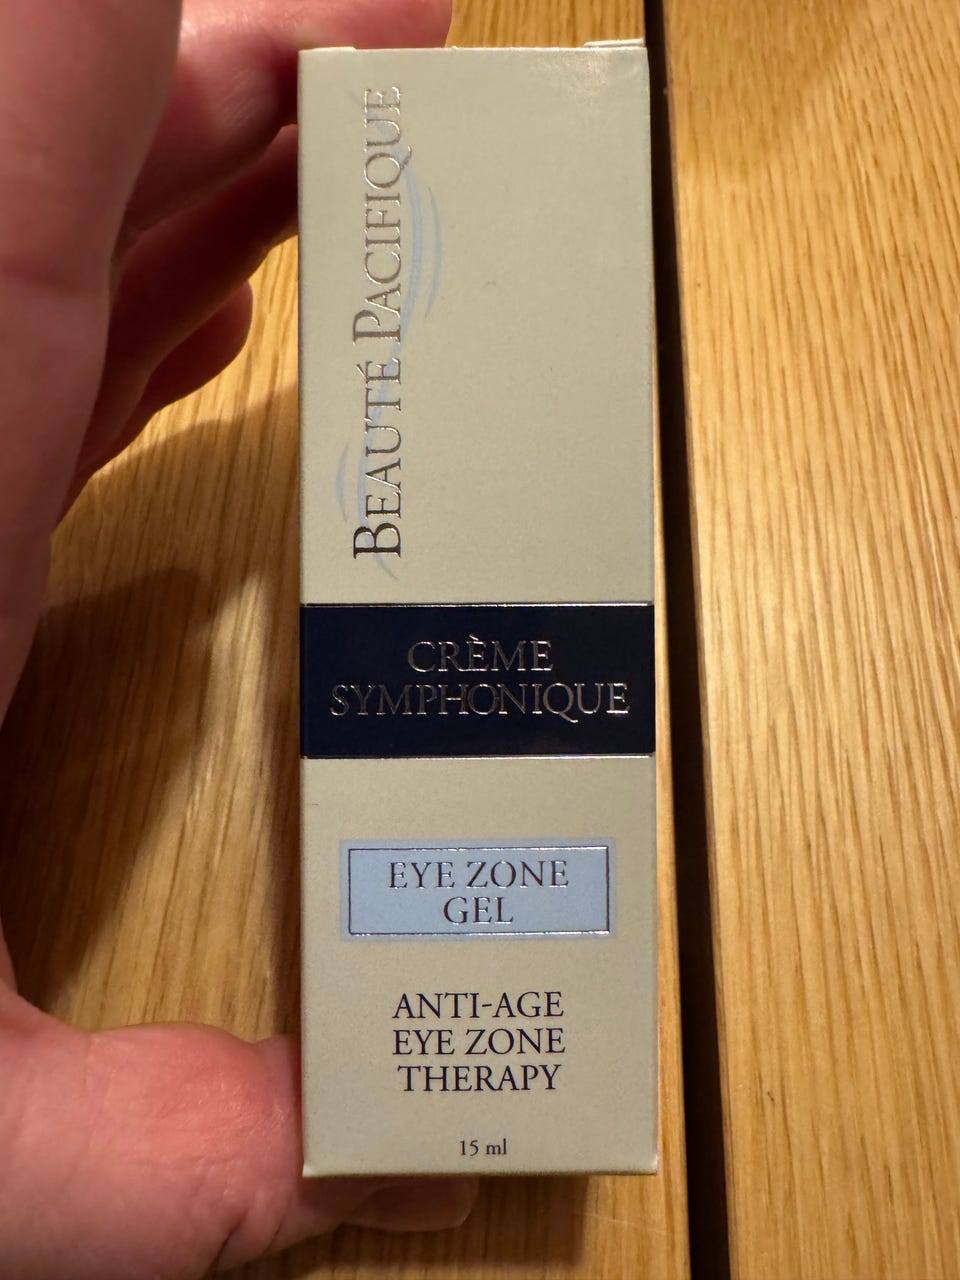 BEAUTÉ PACIFIQUE
CRÈME
SYMPHONIQUE
EYE ZONE
GEL
ANTI-AGE
EYE ZONE
THERAPY
15 ml